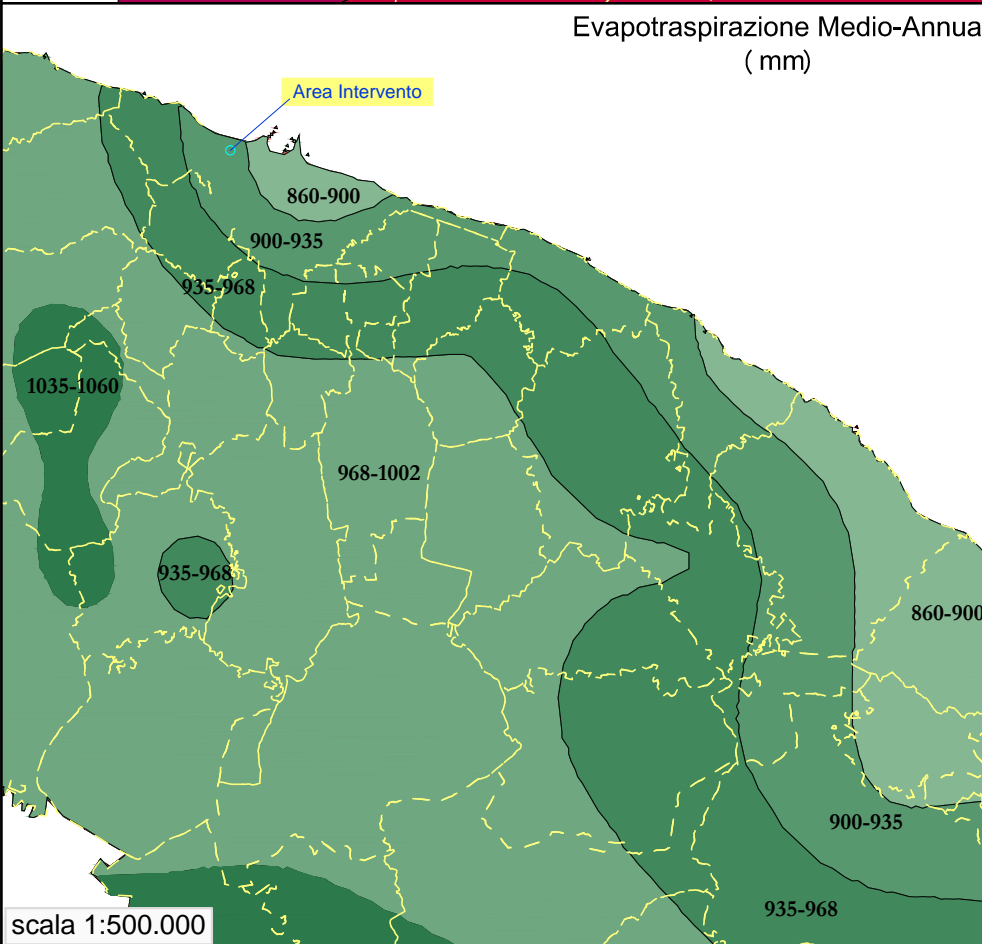 Evapotraspirazione Medio-Annua
( mm)
Area Intervento
860-900
900-935
935-968
1035-1060
968-1002
935-968
860-900
900-935
935-968
scala 1:500.000